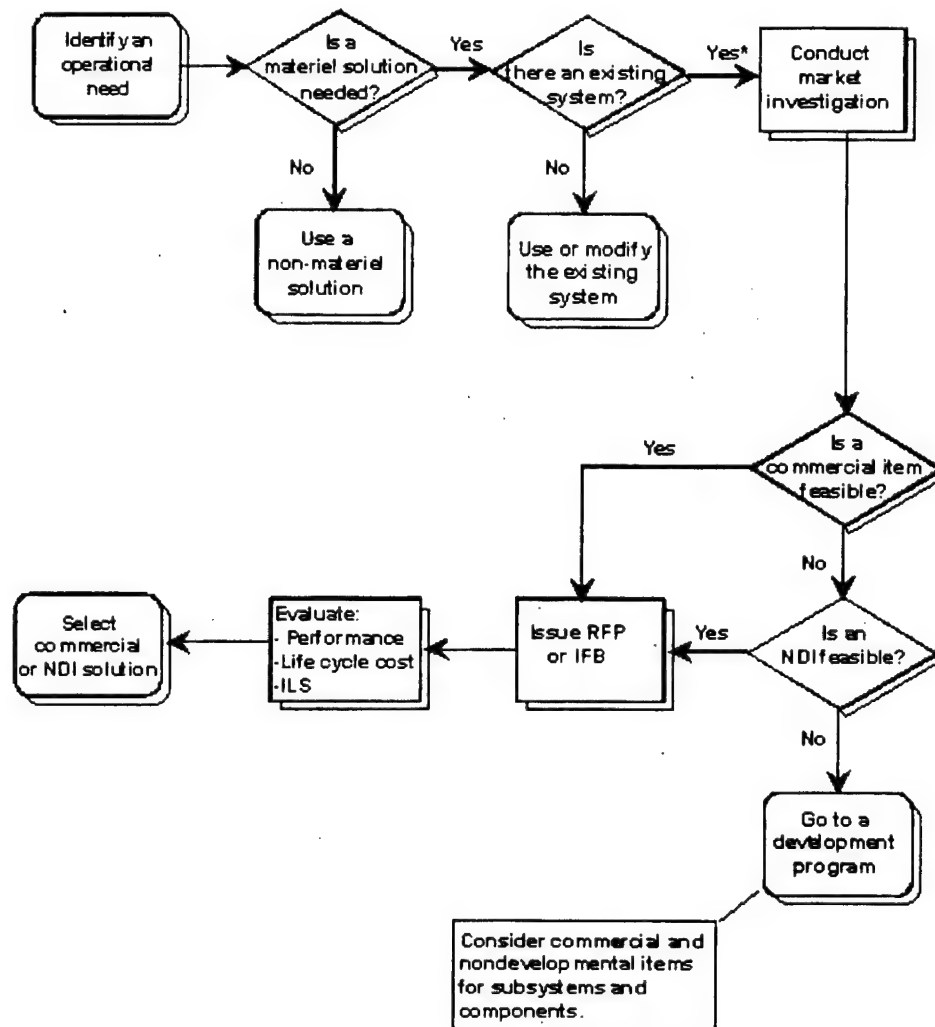 Identify an
operational
need
Is a
materiel solution
needed?
Yes
Is
there an existing
system?
Yes*
Conduct
market
investigation
No
Use a
non-materiel
solution
No
Use or modify
the existing
system
Is a
commercial item
feasible?
Yes
No
Is an
NDI feasible?
Yes
Issue RFP
or IFB
Evaluate:
- Performance
-Life cycle cost
-ILS
Select
commercial
or NDI solution
No
Go to a
development
program
Consider commercial and
nondevelopmental items
for subsystems and
components.